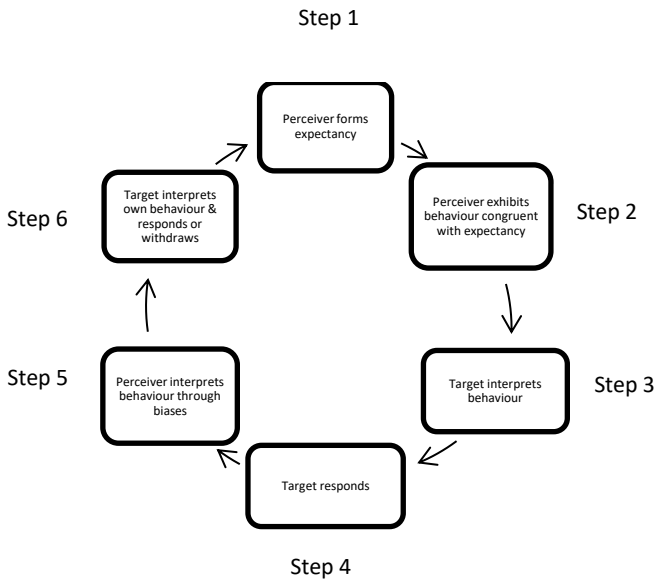 Step 1
Perceiver forms
expectancy
Perceiver exhibits
behaviour congruent
with expectancy
Step 2
Target interprets
behaviour
Step 3
Target responds
Step 4
Perceiver interprets
behaviour through
biases
Step 5
Target interprets
own behaviour &
responds or
withdraws
Step 6